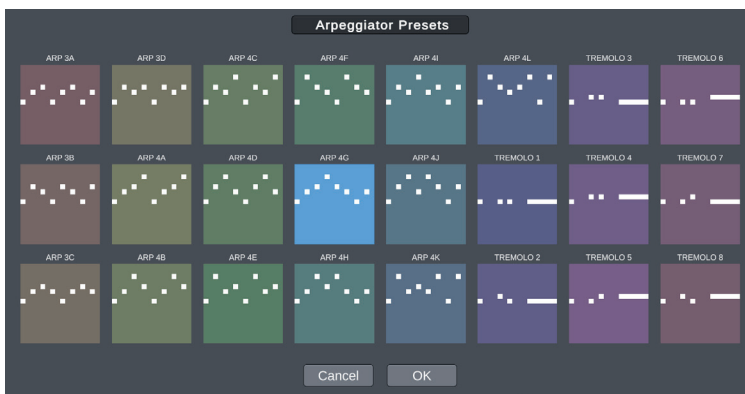 Arpeggiator Presets
ARP 3A ARP 3D ARP 4C ARP 4F ARP 4I ARP 4L TREMOLO 3 TREMOLO 6
ARP 3B ARP 4A ARP 4D ARP 4G ARP 4J TREMOLO 1 TREMOLO 4 TREMOLO 7
ARP 3C ARP 4B ARP 4E ARP 4H ARP 4K TREMOLO 2 TREMOLO 5 TREMOLO 8
Cancel OK